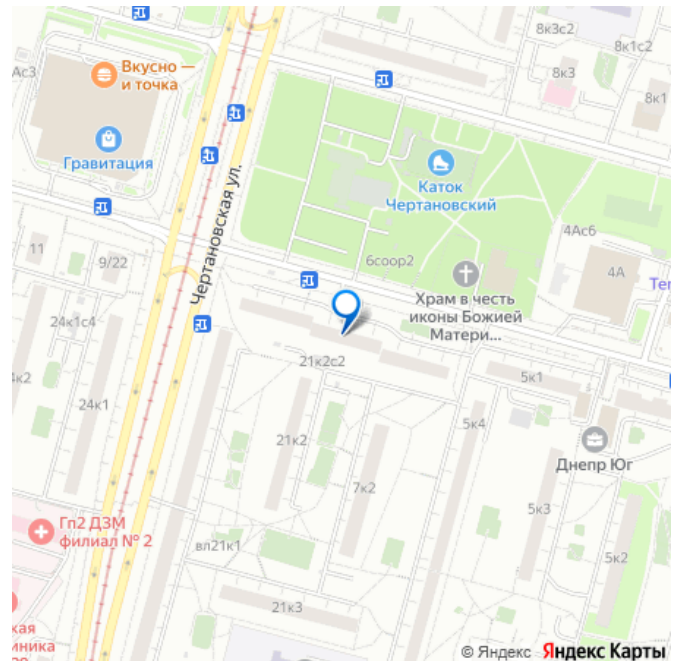 8к3с2
8к1с2
Ас3
Вкусно —
и точка
8к3
8к1
Гравитация
Каток
Чертановский
Чертановская ул.
4Ас6
11
9/22
6соор2
4А
Храм в честь
иконы Божией
Матери...
24к1с4
21к2с2
5к1
24к1
5к4
21к2
Днепр Юг
7к2
5к3
Гп2 ДЗМ
филиал № 2
вл21к1
5к2
21к3
© Яндекс Яндекс Карты